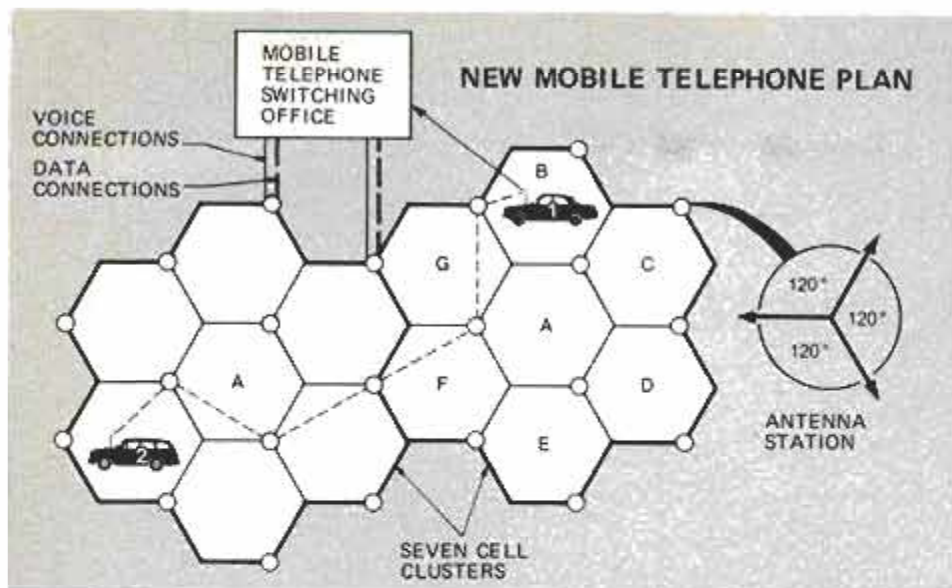 MOBILE
TELEPHONE
SWITCHING
OFFICE
NEW MOBILE TELEPHONE PLAN
VOICE
CONNECTIONS
DATA
CONNECTIONS
B
1
G
C
120°
120°
120°
A
A
F
D
2
E
ANTENNA
STATION
SEVEN CELL
CLUSTERS